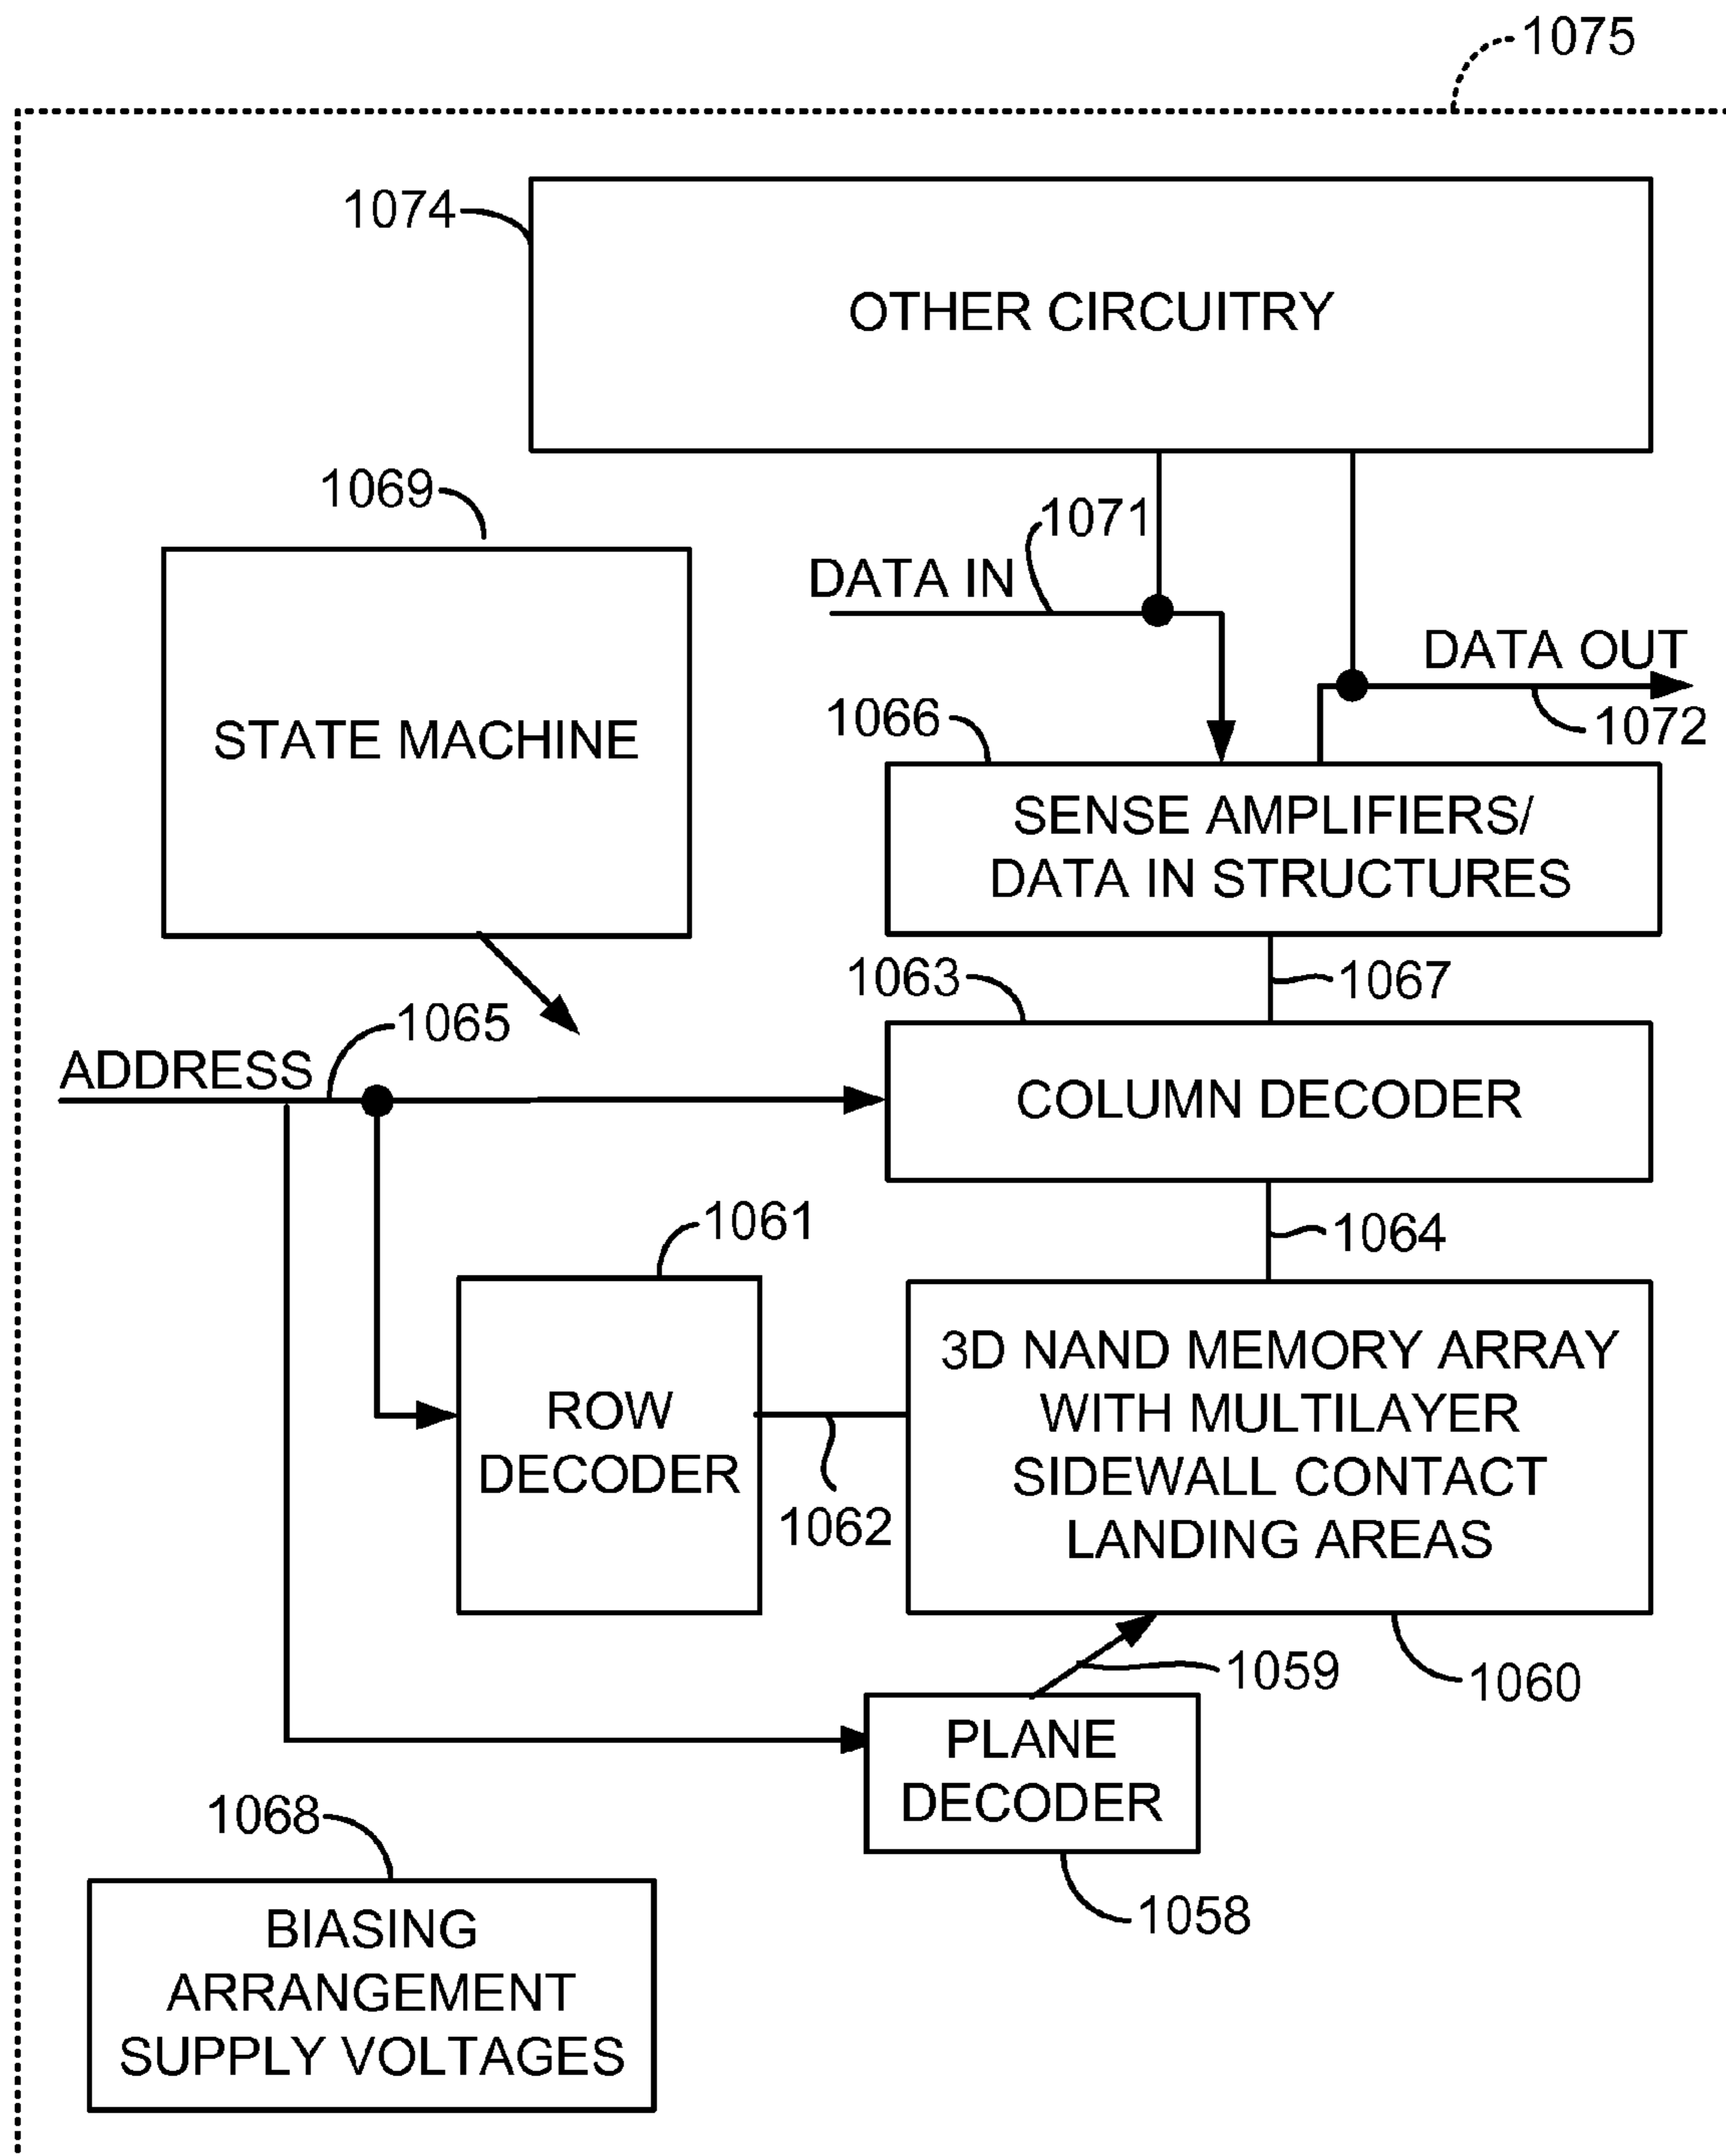 1075
1074
OTHER CIRCUITRY
1069
1071
DATA IN
DATA OUT
1072
STATE MACHINE
1066
SENSE AMPLIFIERS/
DATA IN STRUCTURES
1063
1067
1065
ADDRESS
COLUMN DECODER
1061
1064
ROW
DECODER
1062
3D NAND MEMORY ARRAY
WITH MULTILAYER
SIDEWALL CONTACT
LANDING AREAS
1059
1060
PLANE
DECODER
1058
1068
BIASING
ARRANGEMENT
SUPPLY VOLTAGES